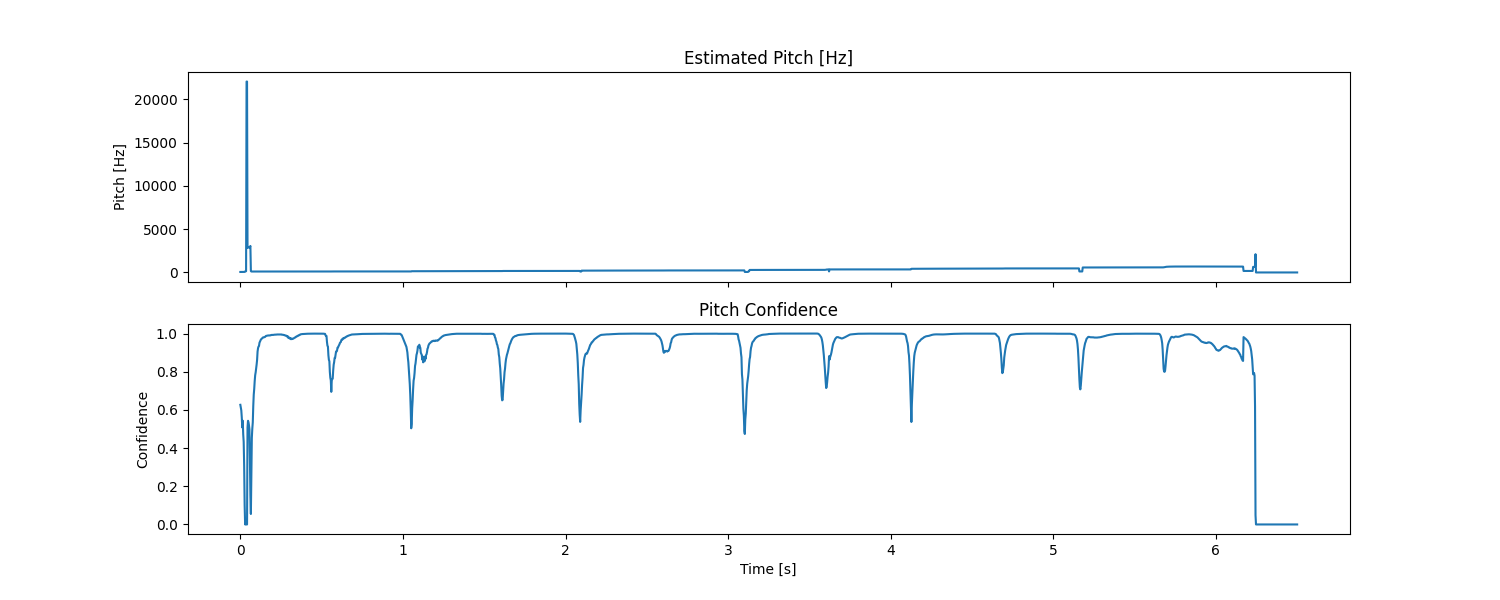 Estimated Pitch [Hz]
Pitch [Hz]
20000
15000
10000
5000
0
Pitch Confidence
Confidence
1.0
0.8
0.6
0.4
0.2
0.0
0 1 2 3 4 5 6
Time [s]